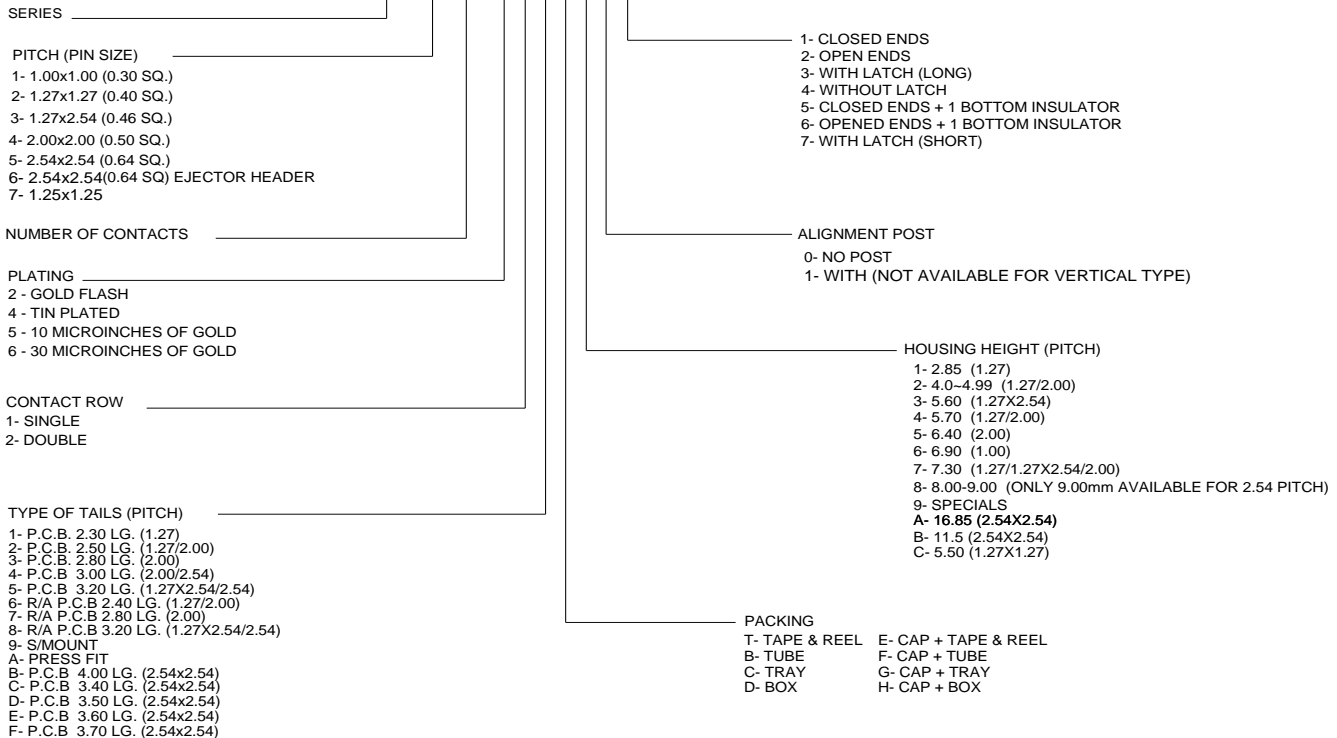 SERIES
PITCH (PIN SIZE)
1- 1.00x1.00 (0.30 SQ.)
2- 1.27x1.27 (0.40 SQ.)
3- 1.27x2.54 (0.46 SQ.)
4- 2.00x2.00 (0.50 SQ.)
5- 2.54x2.54 (0.64 SQ.)
6- 2.54x2.54(0.64 SQ) EJECTOR HEADER
7- 1.25x1.25
NUMBER OF CONTACTS
PLATING
2 - GOLD FLASH
4 - TIN PLATED
5 - 10 MICROINCHES OF GOLD
6 - 30 MICROINCHES OF GOLD
CONTACT ROW
1- SINGLE
2- DOUBLE
TYPE OF TAILS (PITCH)
1- P.C.B. 2.30 LG. (1.27)
2- P.C.B. 2.50 LG. (1.27/2.00)
3- P.C.B. 2.80 LG. (2.00)
4- P.C.B 3.00 LG. (2.00/2.54)
5- P.C.B 3.20 LG. (1.27X2.54/2.54)
6- R/A P.C.B 2.40 LG. (1.27/2.00)
7- R/A P.C.B 2.80 LG. (2.00)
8- R/A P.C.B 3.20 LG. (1.27X2.54/2.54)
9- S/MOUNT
A- PRESS FIT
B- P.C.B 4.00 LG. (2.54x2.54)
C- P.C.B 3.40 LG. (2.54x2.54)
D- P.C.B 3.50 LG. (2.54x2.54)
E- P.C.B 3.60 LG. (2.54x2.54)
F- P.C.B 3.70 LG. (2.54x2.54)
1- CLOSED ENDS
2- OPEN ENDS
3- WITH LATCH (LONG)
4- WITHOUT LATCH
5- CLOSED ENDS + 1 BOTTOM INSULATOR
6- OPENED ENDS + 1 BOTTOM INSULATOR
7- WITH LATCH (SHORT)
ALIGNMENT POST
0- NO POST
1- WITH (NOT AVAILABLE FOR VERTICAL TYPE)
HOUSING HEIGHT (PITCH)
1- 2.85 (1.27)
2- 4.0~4.99 (1.27/2.00)
3- 5.60 (1.27X2.54)
4- 5.70 (1.27/2.00)
5- 6.40 (2.00)
6- 6.90 (1.00)
7- 7.30 (1.27/1.27X2.54/2.00)
8- 8.00-9.00 (ONLY 9.00mm AVAILABLE FOR 2.54 PITCH)
9- SPECIALS
A- 16.85 (2.54X2.54)
B- 11.5 (2.54X2.54)
C- 5.50 (1.27X1.27)
PACKING
T- TAPE & REEL E- CAP + TAPE & REEL
B- TUBE F- CAP + TUBE
C- TRAY G- CAP + TRAY
D- BOX H- CAP + BOX